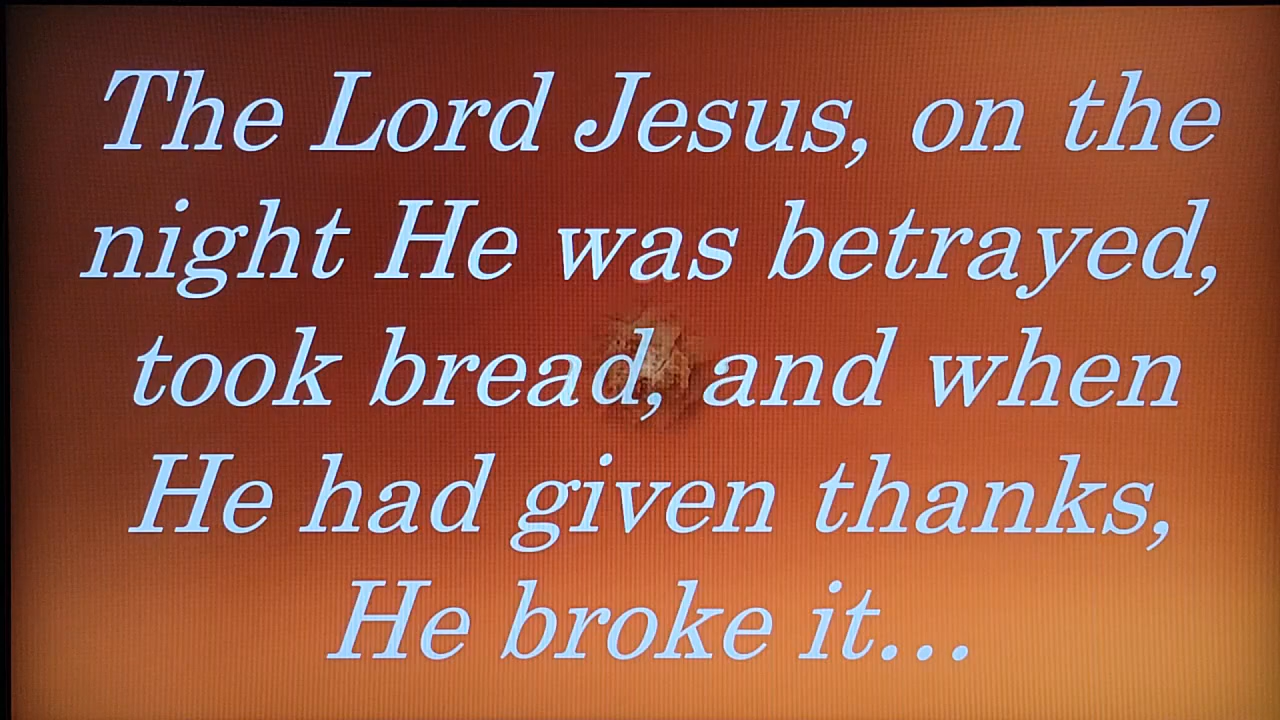 The Lord Jesus, on the
night He was betrayed,
took bread, and when
He had given thanks,
He broke it...